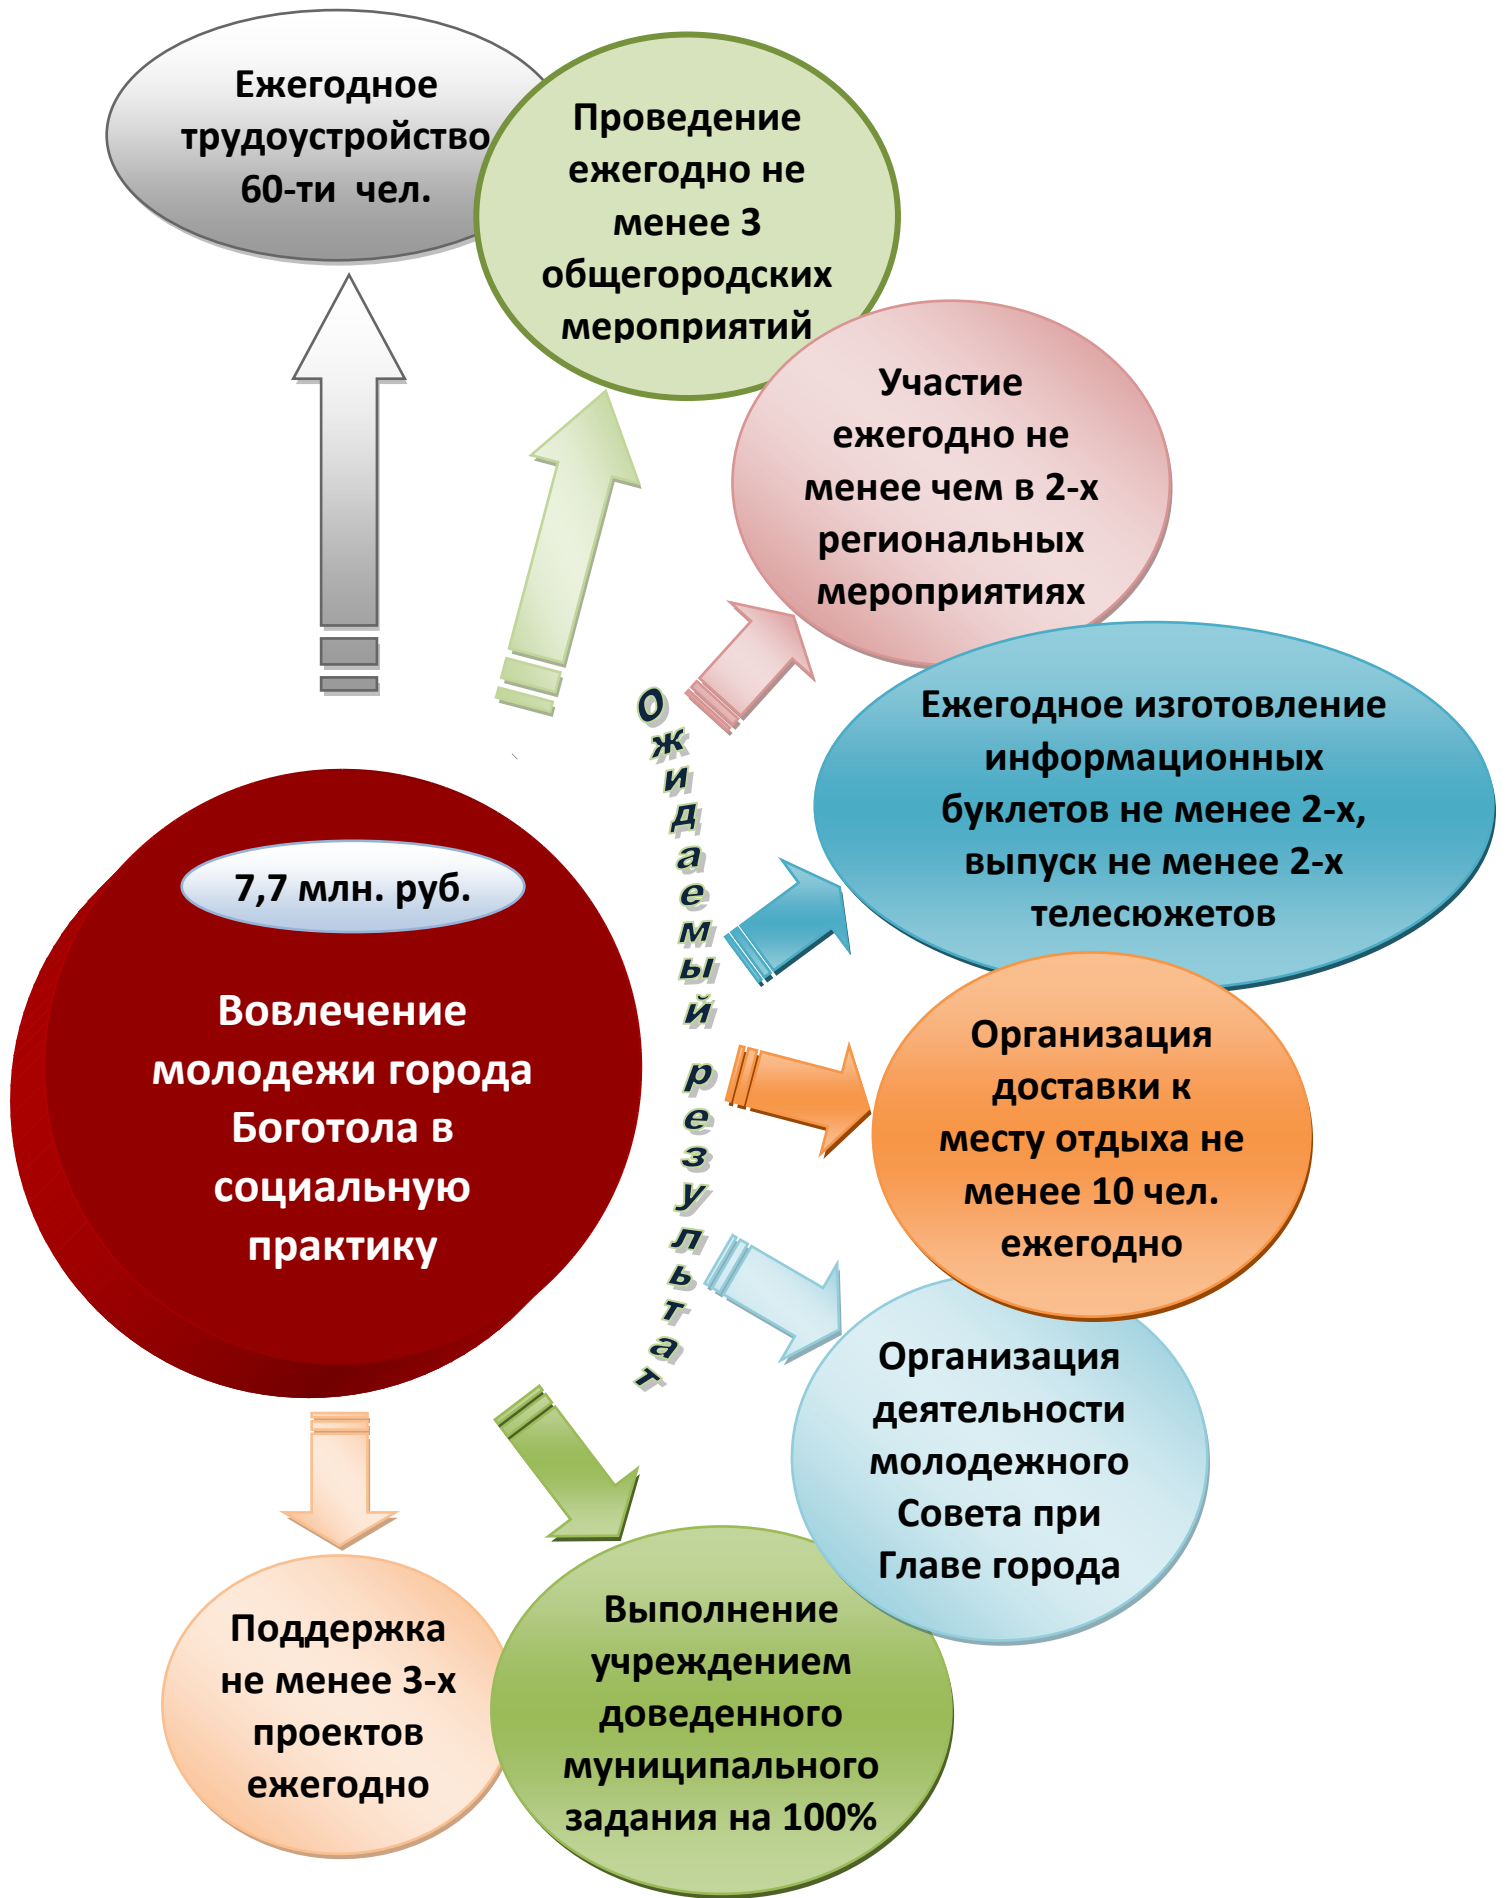 Ежегодное
трудоустройство
60-ти чел.
Проведение
ежегодно не
менее 3
общегородских
мероприятий
Участие
ежегодно не
менее чем в 2-х
региональных
мероприятиях
Ежегодное изготовление
информационных
буклетов не менее 2-х,
выпуск не менее 2-х
телесюжетов
Ожидаемый результат
7,7 млн. руб.
Вовлечение
молодежи города
Боготола в
социальную
практику
Организация
доставки к
месту отдыха не
менее 10 чел.
ежегодно
Организация
деятельности
молодежного
Совета при
Главе города
Выполнение
учреждением
доведенного
муниципального
задания на 100%
Поддержка
не менее 3-х
проектов
ежегодно